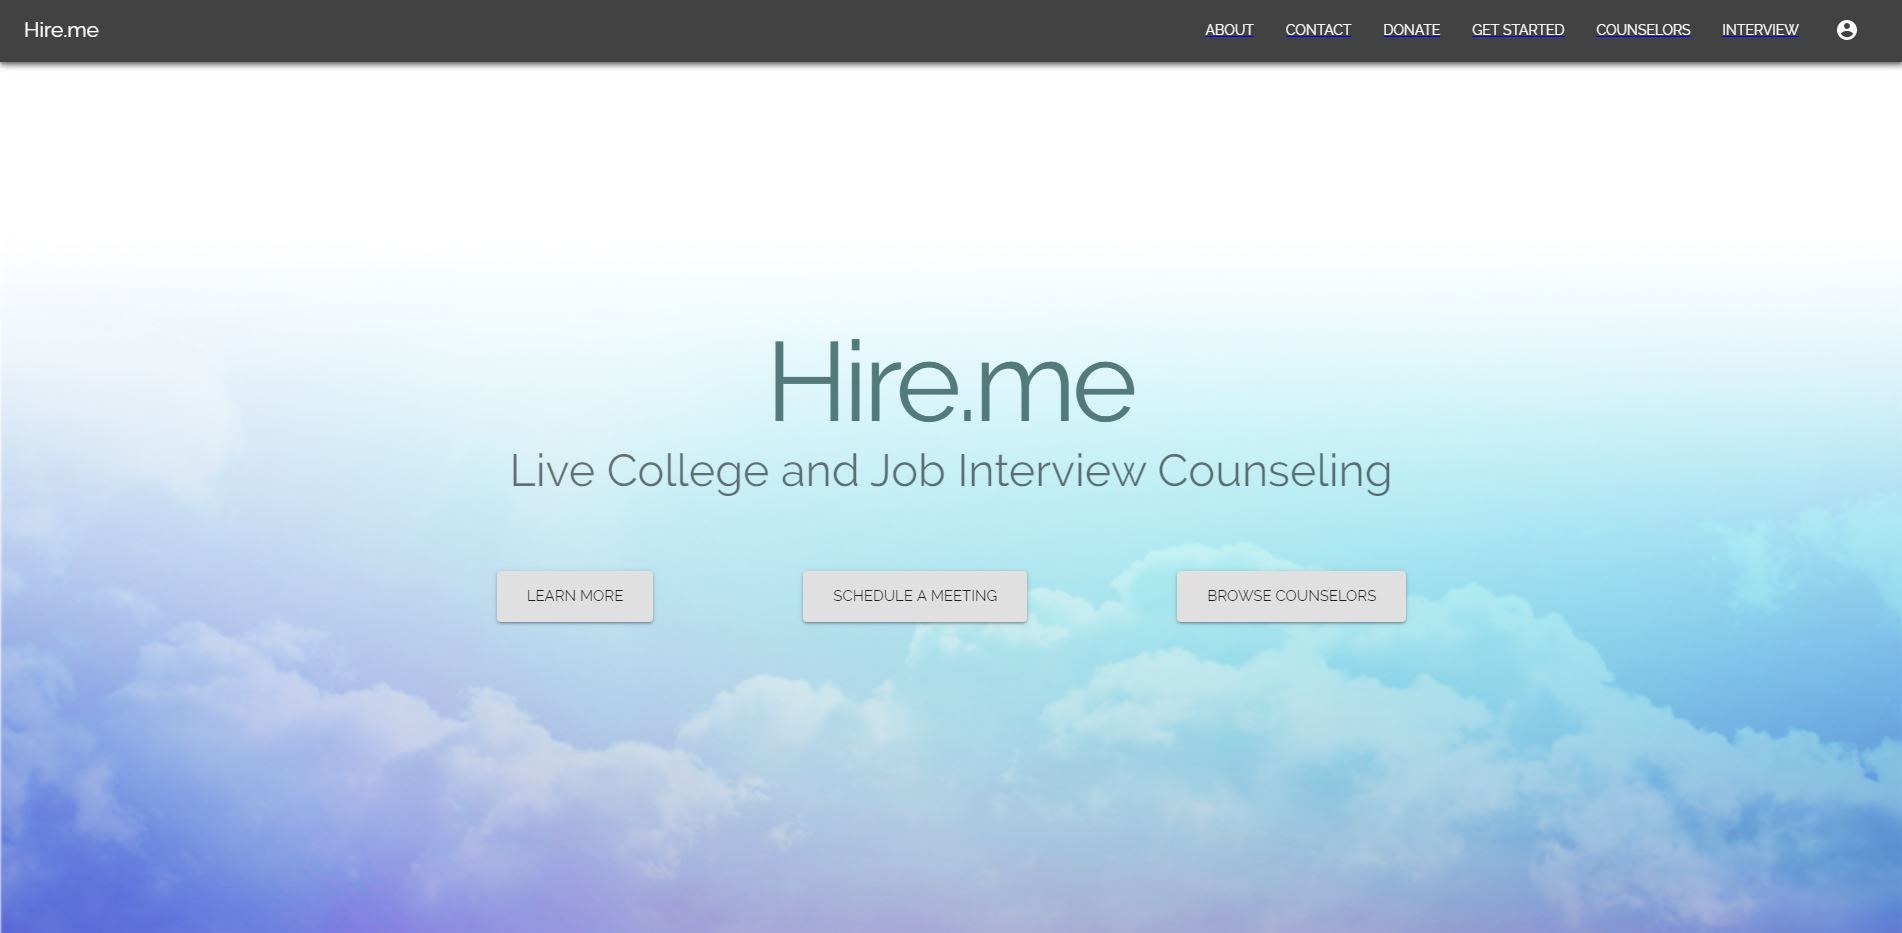 Hire.me ABOUT CONTACT DONATE GET STARTED COUNSELORS INTERVIEW
Hire.me
Live College and Job Interview Counseling
LEARN MORE SCHEDULE A MEETING BROWSE COUNSELORS